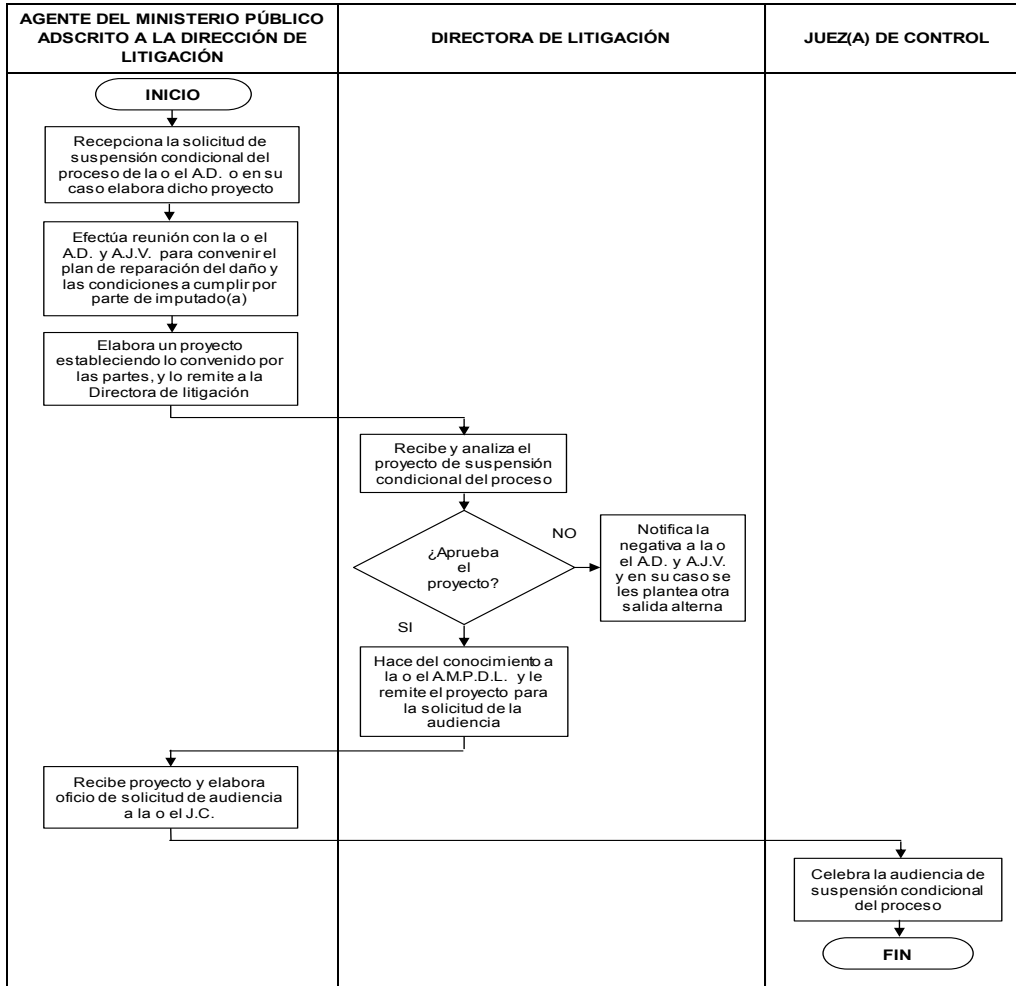 AGENTE DEL MINISTERIO PÚBLICO
ADSCRITO A LA DIRECCIÓN DE
LITIGACIÓN
DIRECTORA DE LITIGACIÓN
JUEZ(A) DE CONTROL
INICIO
Recepciona la solicitud de
suspensión condicional del
proceso de la o el A.D. o en su
caso elabora dicho proyecto
Efectúa reunión con la o el
A.D. y A.J.V. para convenir el
plan de reparación del daño y
las condiciones a cumplir por
parte de imputado(a)
Elabora un proyecto
estableciendo lo convenido por
las partes, y lo remite a la
Directora de litigación
Recibe y analiza el
proyecto de suspensión
condicional del proceso
¿Aprueba
el
proyecto?
NO
Notifica la
negativa a la o
el A.D. y A.J.V.
y en su caso se
les plantea otra
salida alterna
SI
Hace del conocimiento a
la o el A.M.P.D.L. y le
remite el proyecto para
la solicitud de la
audiencia
Recibe proyecto y elabora
oficio de solicitud de audiencia
a la o el J.C.
Celebra la audiencia de
suspensión condicional
del proceso
FIN